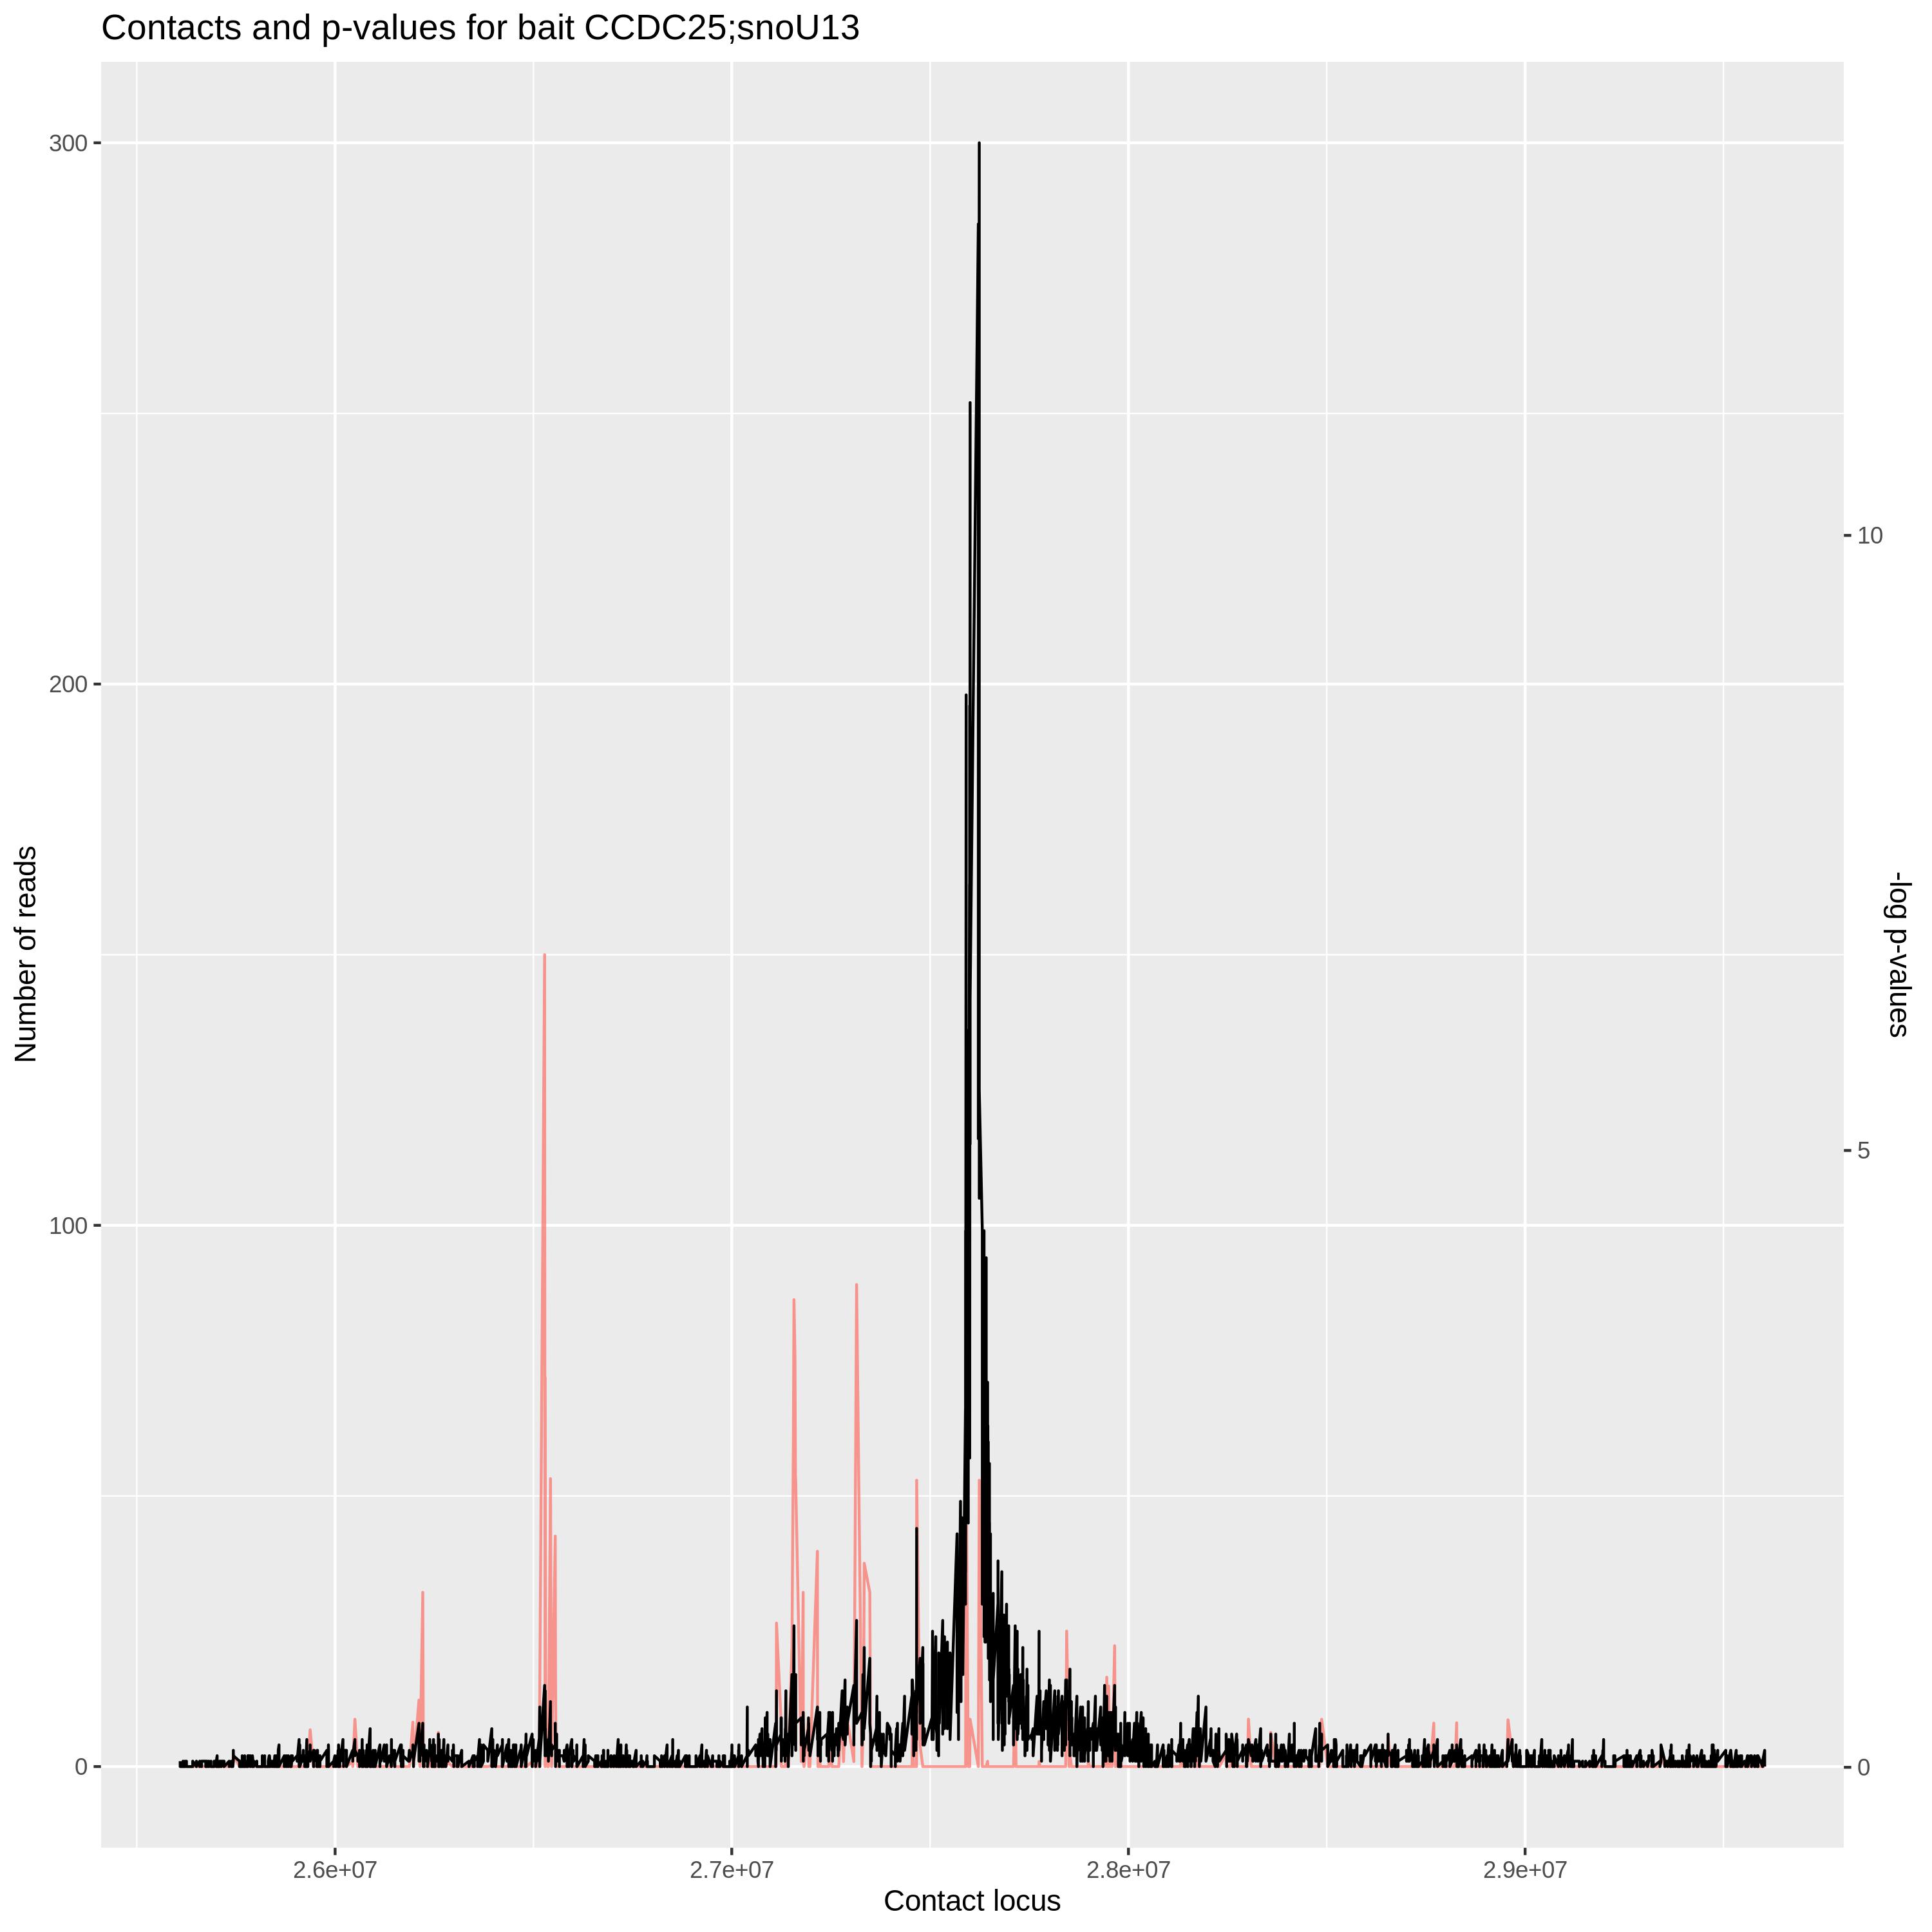 Contacts and p-values for bait CCDC25;snoU13
300
200
100
0
Number of reads
10
5
0
-log p-values
2.6e+07
2.7e+07
2.8e+07
2.9e+07
Contact locus